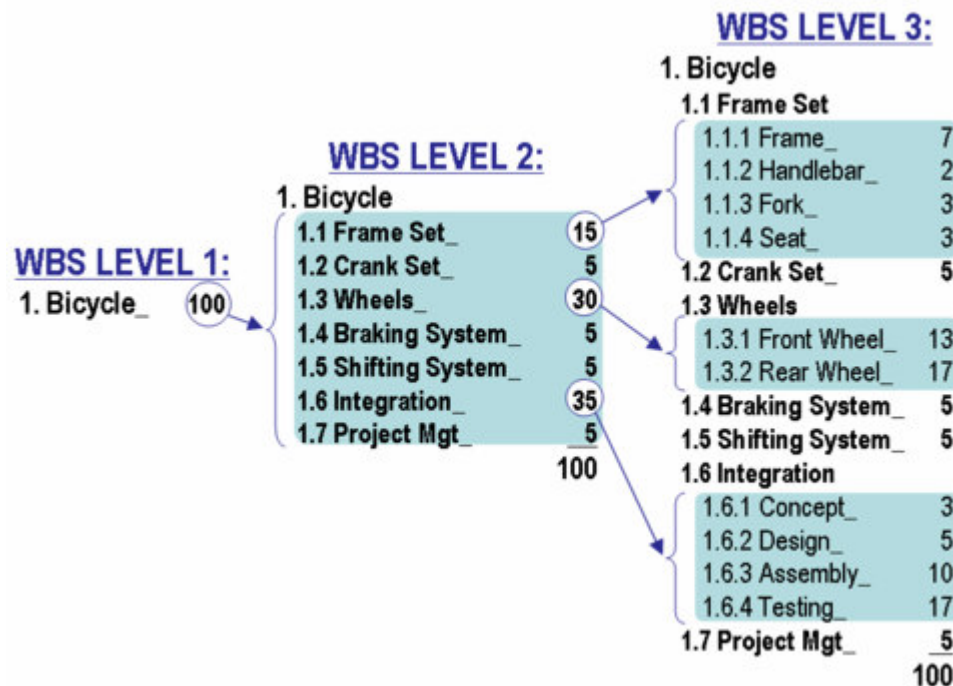 WBS LEVEL 1:
1. Bicycle_ 100
WBS LEVEL 2:
1. Bicycle
1.1 Frame Set_ 15
1.2 Crank Set_ 5
1.3 Wheels_ 30
1.4 Braking System_ 5
1.5 Shifting System_ 5
1.6 Integration_ 35
1.7 Project Mgt_ 5
100
WBS LEVEL 3:
1. Bicycle
1.1 Frame Set
1.1.1 Frame_ 7
1.1.2 Handlebar_ 2
1.1.3 Fork_ 3
1.1.4 Seat_ 3
1.2 Crank Set_ 5
1.3 Wheels
1.3.1 Front Wheel_ 13
1.3.2 Rear Wheel_ 17
1.4 Braking System_ 5
1.5 Shifting System_ 5
1.6 Integration
1.6.1 Concept_ 3
1.6.2 Design_ 5
1.6.3 Assembly_ 10
1.6.4 Testing_ 17
1.7 Project Mgt_ 5
100